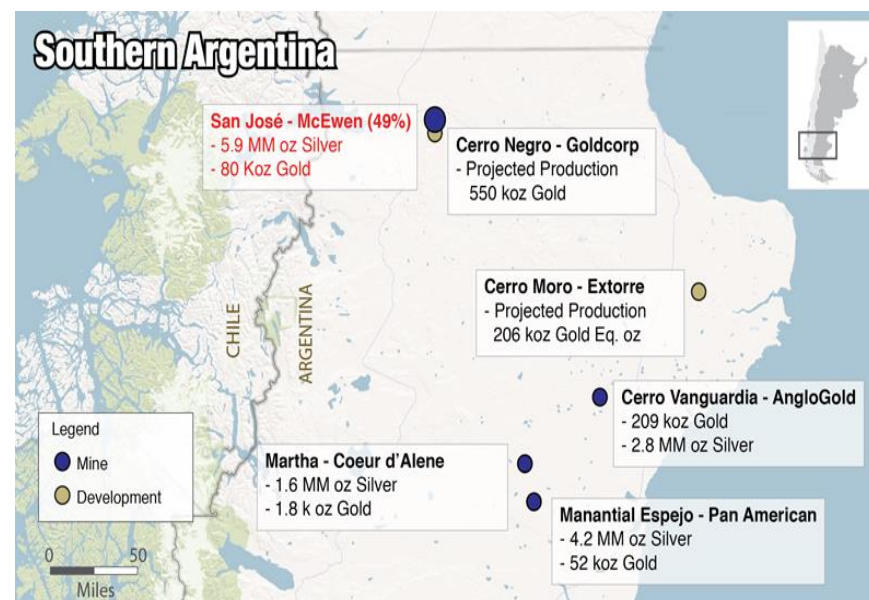 Southern Argentina
San José - McEwen (49%)
- 5.9 MM oz Silver
- 80 Koz Gold
Cerro Negro - Goldcorp
- Projected Production
550 koz Gold
Cerro Moro - Extorre
- Projected Production
206 koz Gold Eq. oz
CHILE
ARGENTINA
Cerro Vanguardia - AngloGold
- 209 koz Gold
- 2.8 MM oz Silver
Legend
Mine
Development
Martha - Coeur d'Alene
- 1.6 MM oz Silver
- 1.8 k oz Gold
Manantial Espejo - Pan American
- 4.2 MM oz Silver
- 52 koz Gold
0 50
Miles